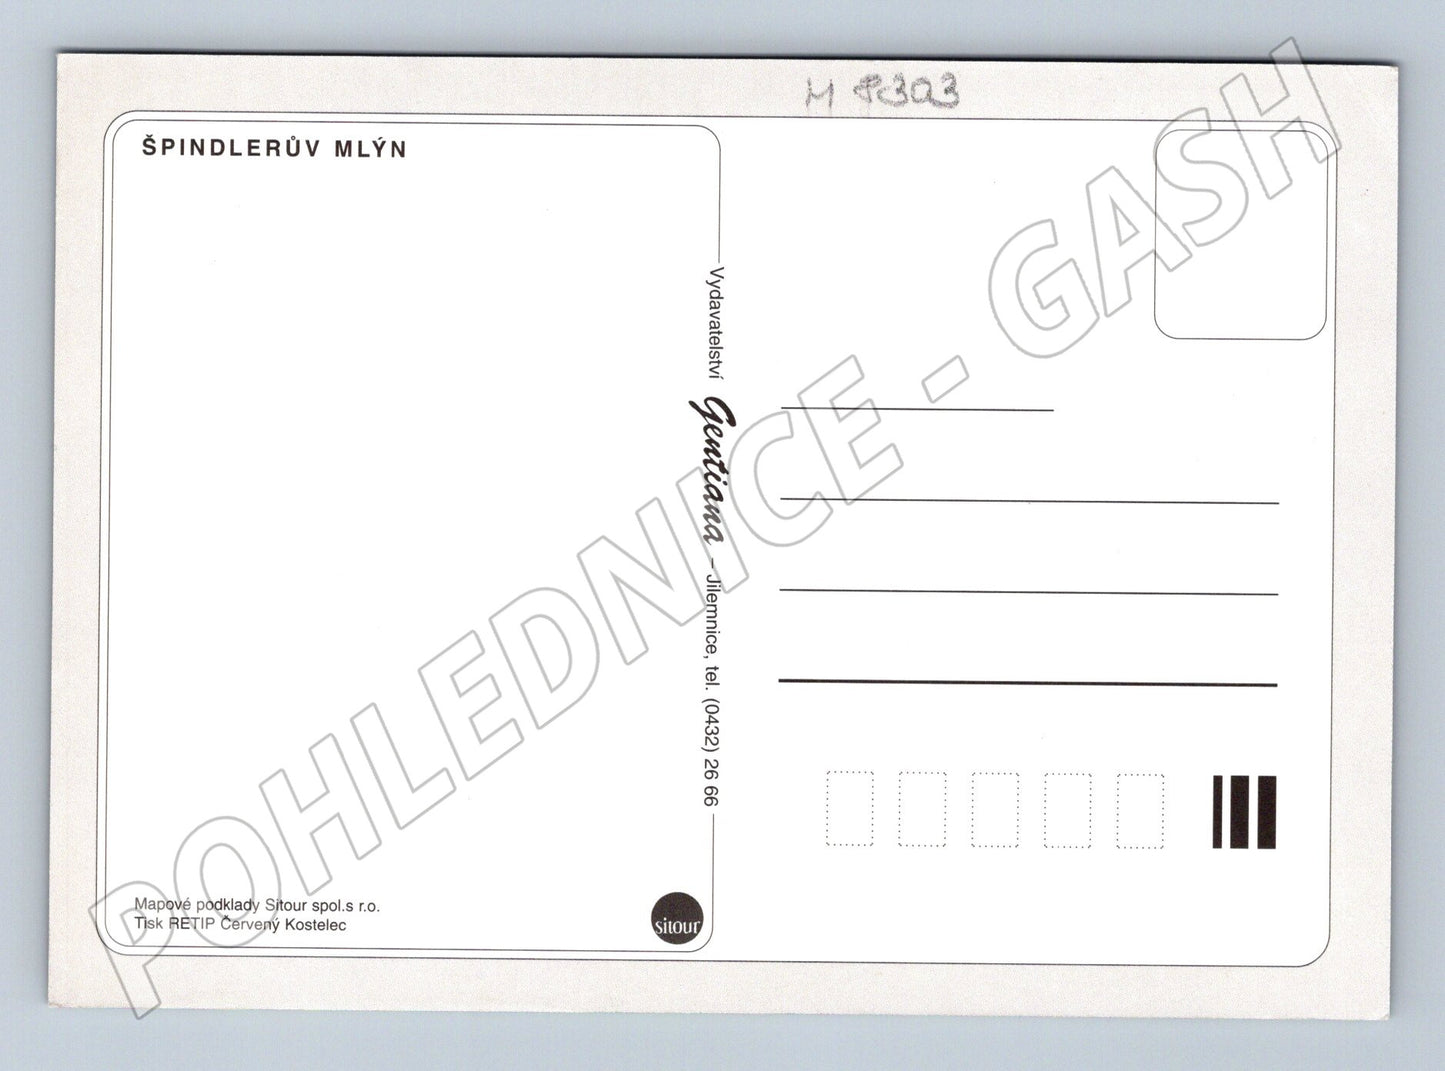 M 8303
ŠPINDLERŮV MLÝN
Vydavatelství Gentiana – Jilemnice, tel. (0432) 26 66
Mapové podklady Sitour spol.s r.o.
Tisk RETIP Červený Kostelec
sitour
POHLEDNICE - GASH